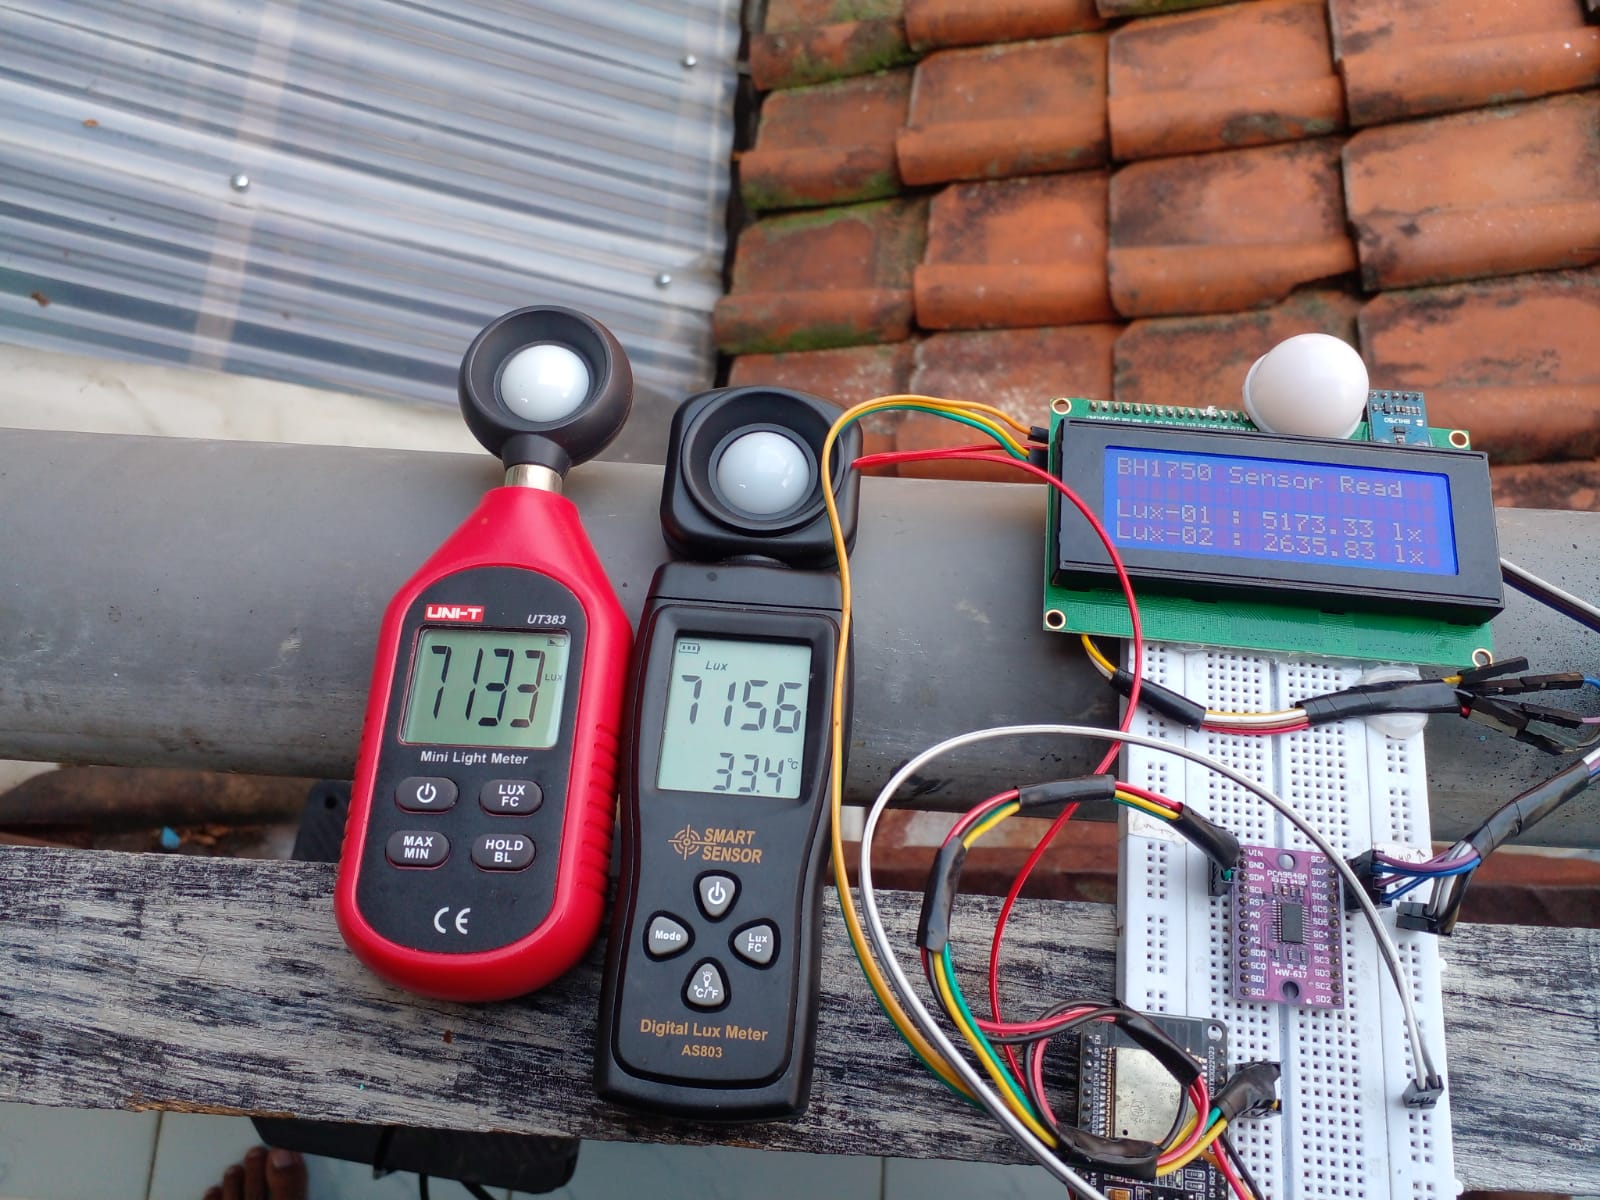 UNI-T
UT383
7133
LUX
Mini Light Meter
LUX
FC
MAX
MIN
HOLD
BL
CE
Lux
7156
33.4°C
SMART
SENSOR
Mode
Lux
FC
°C/°F
Digital Lux Meter
AS803
BH1750
BH1750 Sensor Read
Lux-01 : 5173.33 lx
Lux-02 : 2635.83 lx
VIN
GND
SDA
SCL
RST
A0
A1
A2
SD0
SC0
SD1
SC1
PCA9548A
HW-617
SC7
SD7
SC6
SD6
SC5
SD5
SC4
SD4
SC3
SD3
SC2
SD2